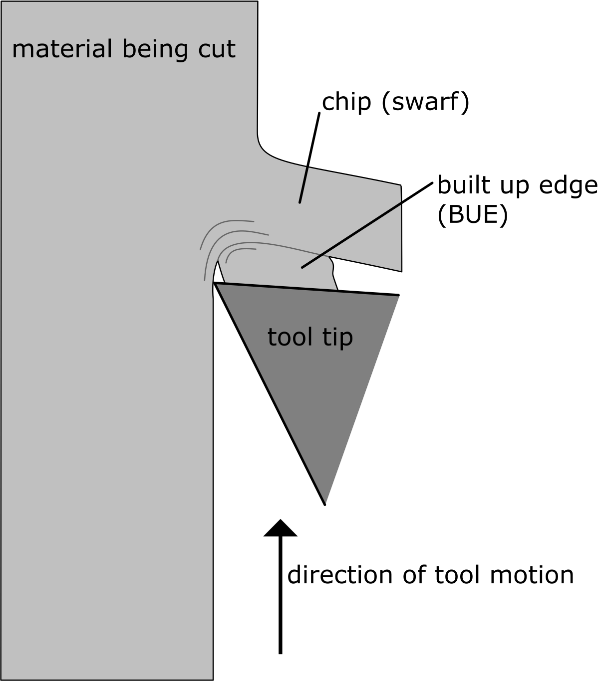 material being cut
chip (swarf)
built up edge
(BUE)
tool tip
direction of tool motion